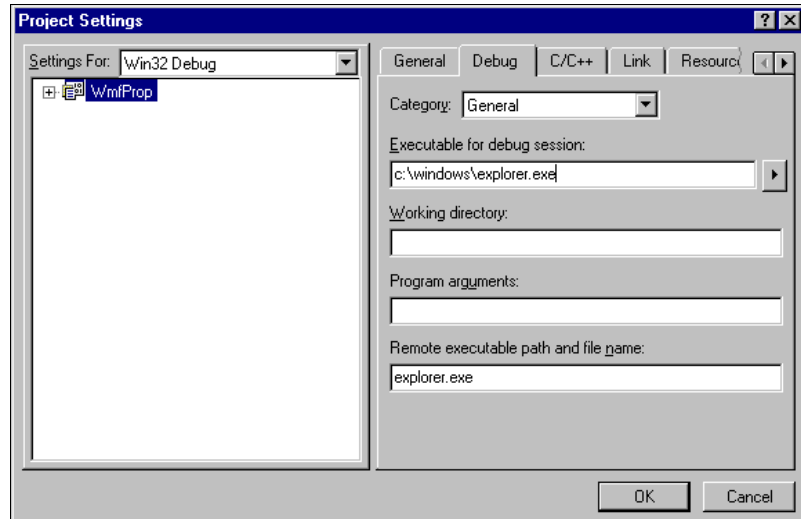 Project Settings
Settings For: Win32 Debug
WmfProp
General Debug C/C++ Link Resourc
Category: General
Executable for debug session:
c:\windows\explorer.exe
Working directory:
Program arguments:
Remote executable path and file name:
explorer.exe
OK Cancel